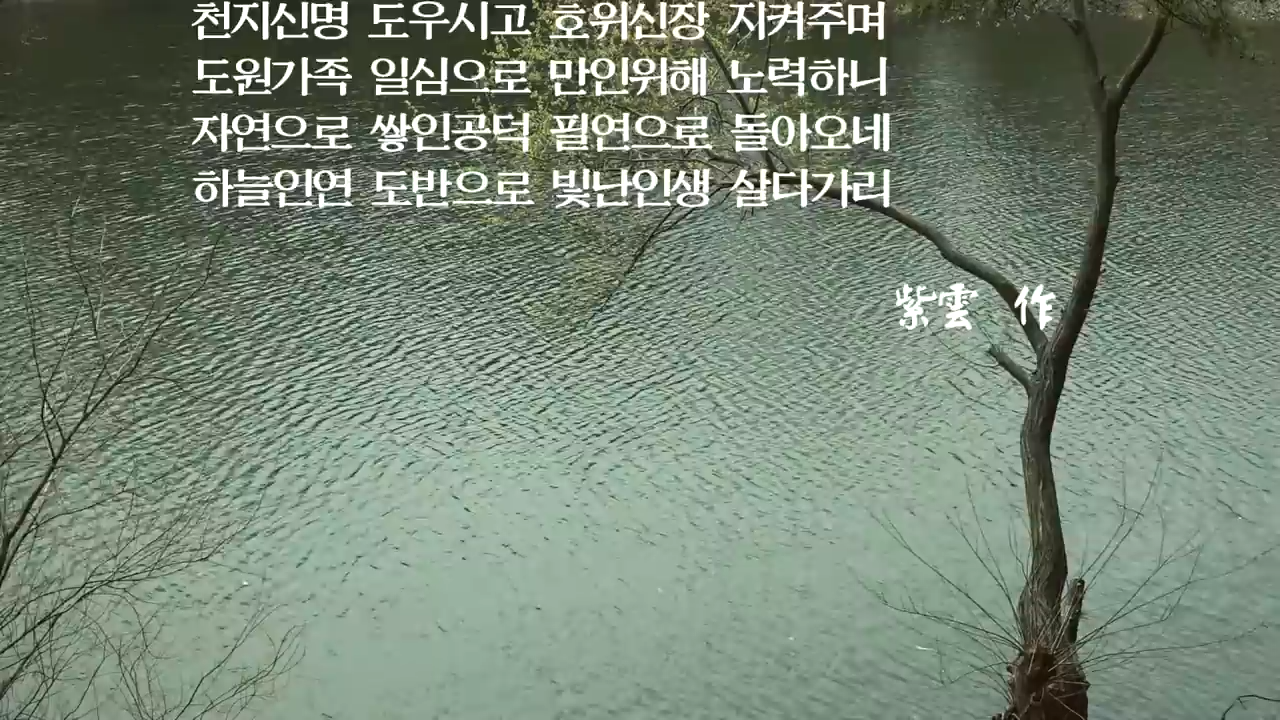 천지신명 도우시고 호위신장 지켜주며
도원가족 일심으로 만인위해 노력하니
자연으로 쌓인공덕 필연으로 돌아오네
하늘인연 도반으로 빛난인생 살다가리
紫雲 作